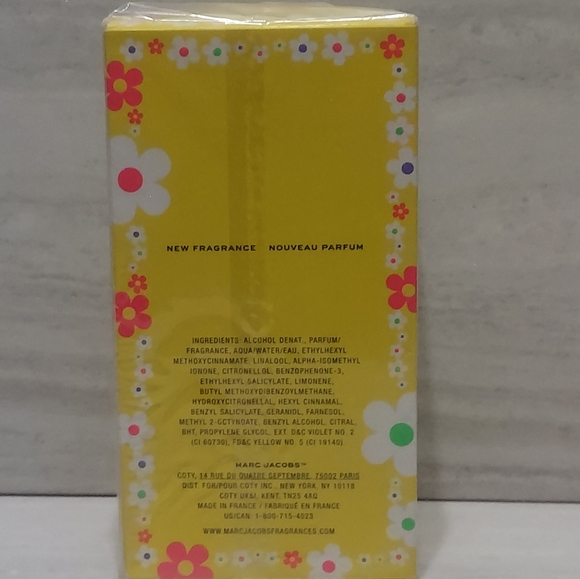 NEW FRAGRANCE NOUVEAU PARFUM
INGREDIENTS: ALCOHOL DENAT., PARFUM/
FRAGRANCE, AQUA/WATER/EAU, ETHYLHEXYL
METHOXYCINNAMATE, LINALOOL, ALPHA-ISOMETHYL
IONONE, CITRONELLOL, BENZOPHENONE-3,
ETHYLHEXYL SALICYLATE, LIMONENE,
BUTYL METHOXYDIBENZOYLMETHANE,
HYDROXYCITRONELLAL, HEXYL CINNAMAL,
BENZYL SALICYLATE, GERANIOL, FARNESOL,
METHYL 2-OCTYNOATE, BENZYL ALCOHOL, CITRAL,
BHT, PROPYLENE GLYCOL, EXT. D&C VIOLET NO. 2
(CI 60730), FD&C YELLOW NO. 5 (CI 19140).
MARC JACOBS™
COTY, 14 RUE DU QUATRE SEPTEMBRE, 75002 PARIS
DIST. FOR/POUR COTY INC., NEW YORK, NY 10118
COTY UK&I, KENT, TN25 4AQ
MADE IN FRANCE / FABRIQUÉ EN FRANCE
US/CAN: 1-800-715-4023
WWW.MARCJACOBSFRAGRANCES.COM